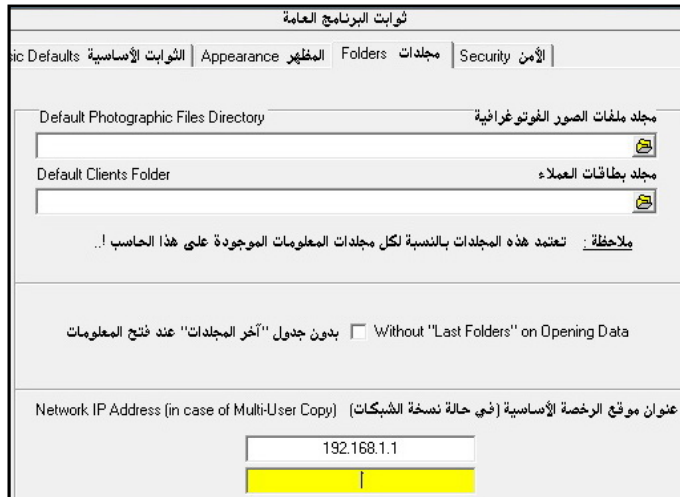 ثوابت البرنامج العامة
ic Defaults الثوابت الأساسية | Appearance المظهر | Folders مجلدات | Security الأمن
Default Photographic Files Directory مجلد ملفات الصور الفوتوغرافية
Default Clients Folder مجلد بطاقات العملاء
ملاحظة : تعتمد هذه المجلدات بالنسبة لكل مجلدات المعلومات الموجودة على هذا الحاسب !..
بدون جدول "آخر المجلدات" عند فتح المعلومات Without "Last Folders" on Opening Data
Network IP Address (in case of Multi-User Copy) عنوان موقع الرخصة الأساسية (في حالة نسخة الشبكات)
192.168.1.1